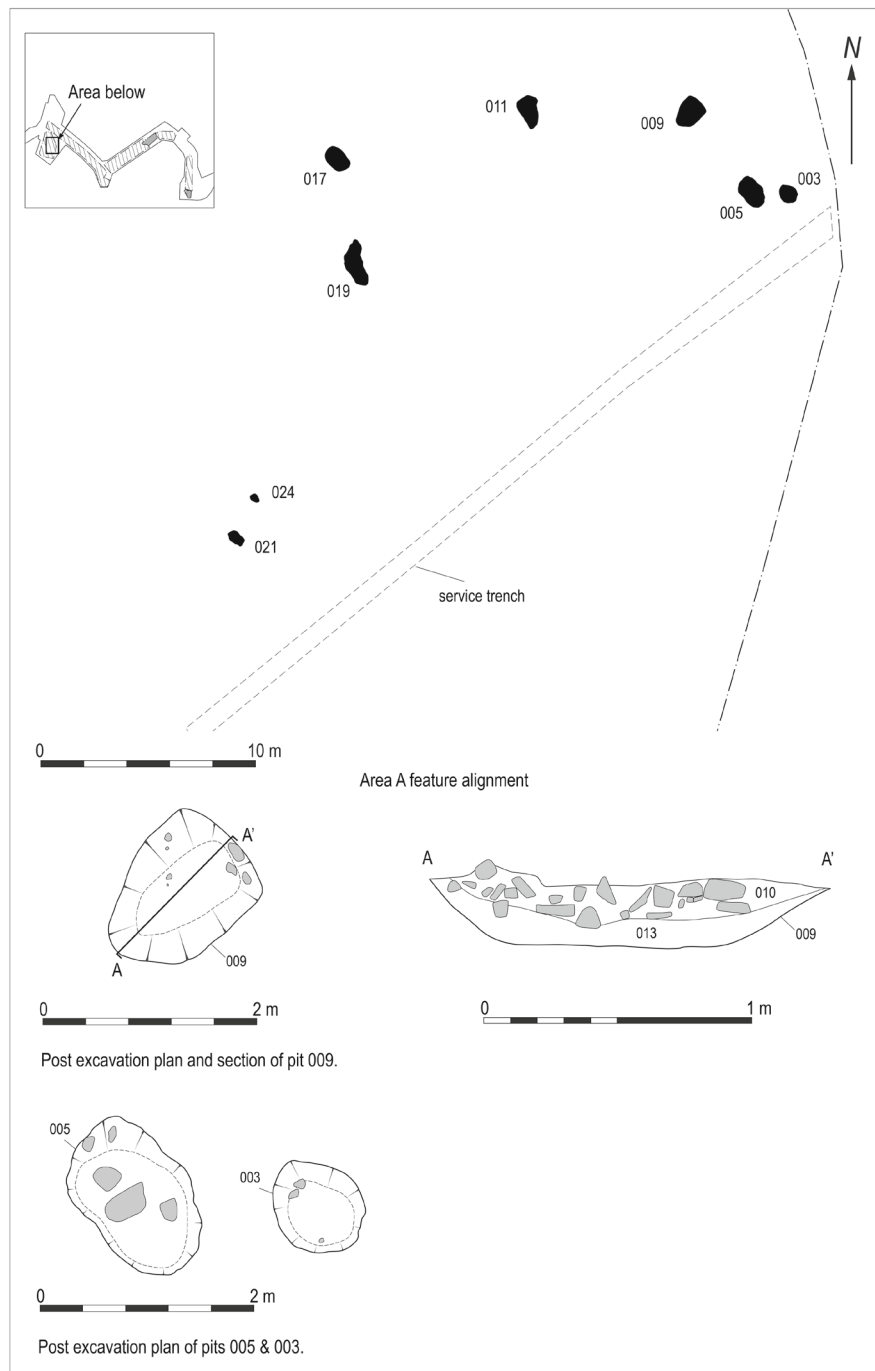 Area below
N
011
009
017
003
005
019
024
021
service trench
0 10 m
Area A feature alignment
A'
A
009
0 2 m
A A'
010
013
009
0 1 m
Post excavation plan and section of pit 009.
005
003
0 2 m
Post excavation plan of pits 005 & 003.